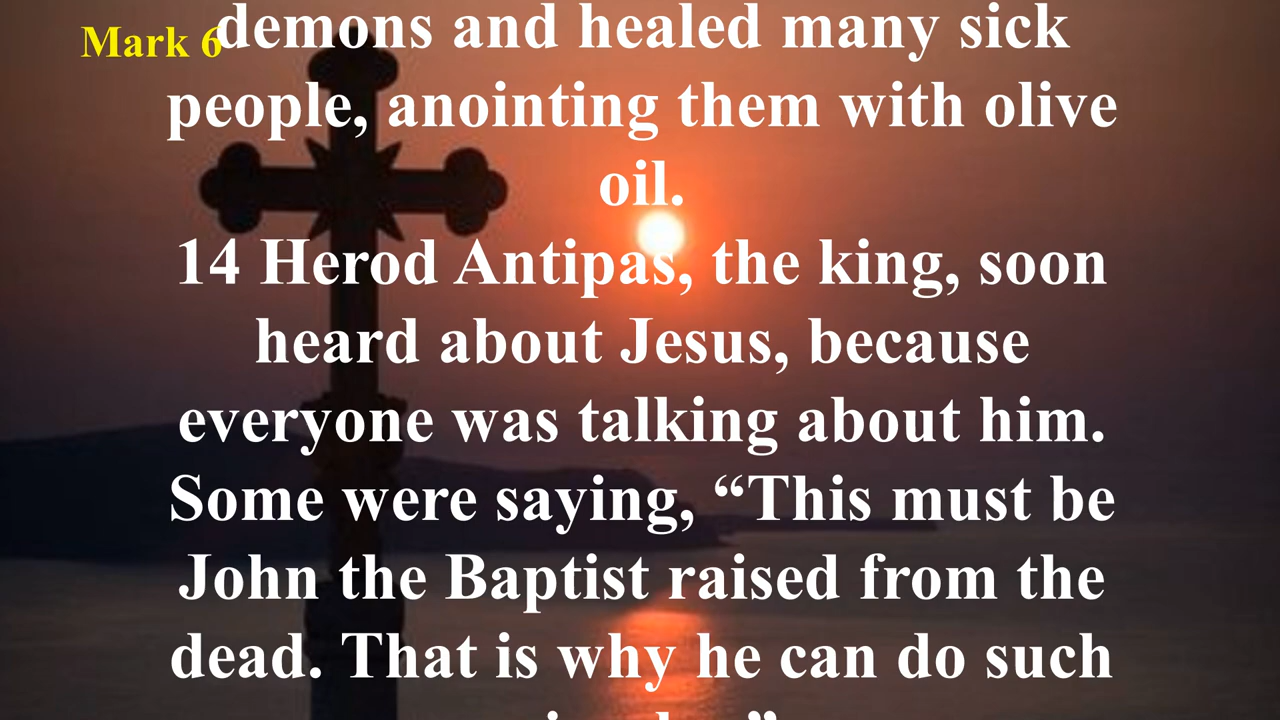 Mark 6
demons and healed many sick
people, anointing them with olive
oil.
14 Herod Antipas, the king, soon
heard about Jesus, because
everyone was talking about him.
Some were saying, “This must be
John the Baptist raised from the
dead. That is why he can do such